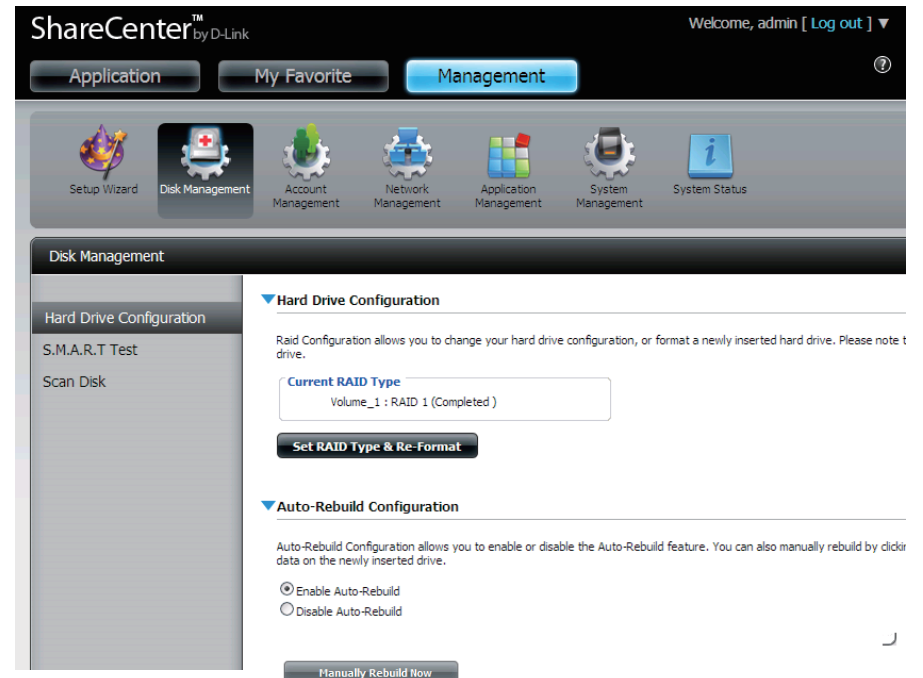 ShareCenter™ by D-Link
Welcome, admin [ Log out ] ▼
Application
My Favorite
Management
?
Setup Wizard
Disk Management
Account Management
Network Management
Application Management
System Management
System Status
Disk Management
Hard Drive Configuration
S.M.A.R.T Test
Scan Disk
Hard Drive Configuration
Raid Configuration allows you to change your hard drive configuration, or format a newly inserted hard drive. Please note
drive.
Current RAID Type
Volume_1 : RAID 1 (Completed )
Set RAID Type & Re-Format
Auto-Rebuild Configuration
Auto-Rebuild Configuration allows you to enable or disable the Auto-Rebuild feature. You can also manually rebuild by
data on the newly inserted drive.
Enable Auto-Rebuild
Disable Auto-Rebuild
Manually Rebuild Now